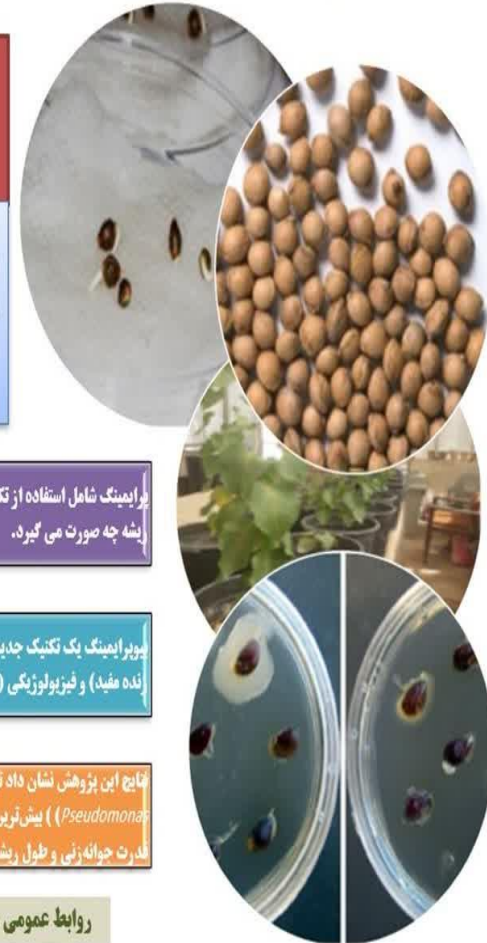 پرایمینگ شامل استفاده از تک
ریشه چه صورت می گیرد.
بیوپرایمینگ یک تکنیک جدید
زنده مفید) و فیزیولوژیکی (
نتایج این پژوهش نشان داد
Pseudomonas) ) بیش‌ترین
قدرت جوانه‌زنی و طول ریش
روابط عمومی